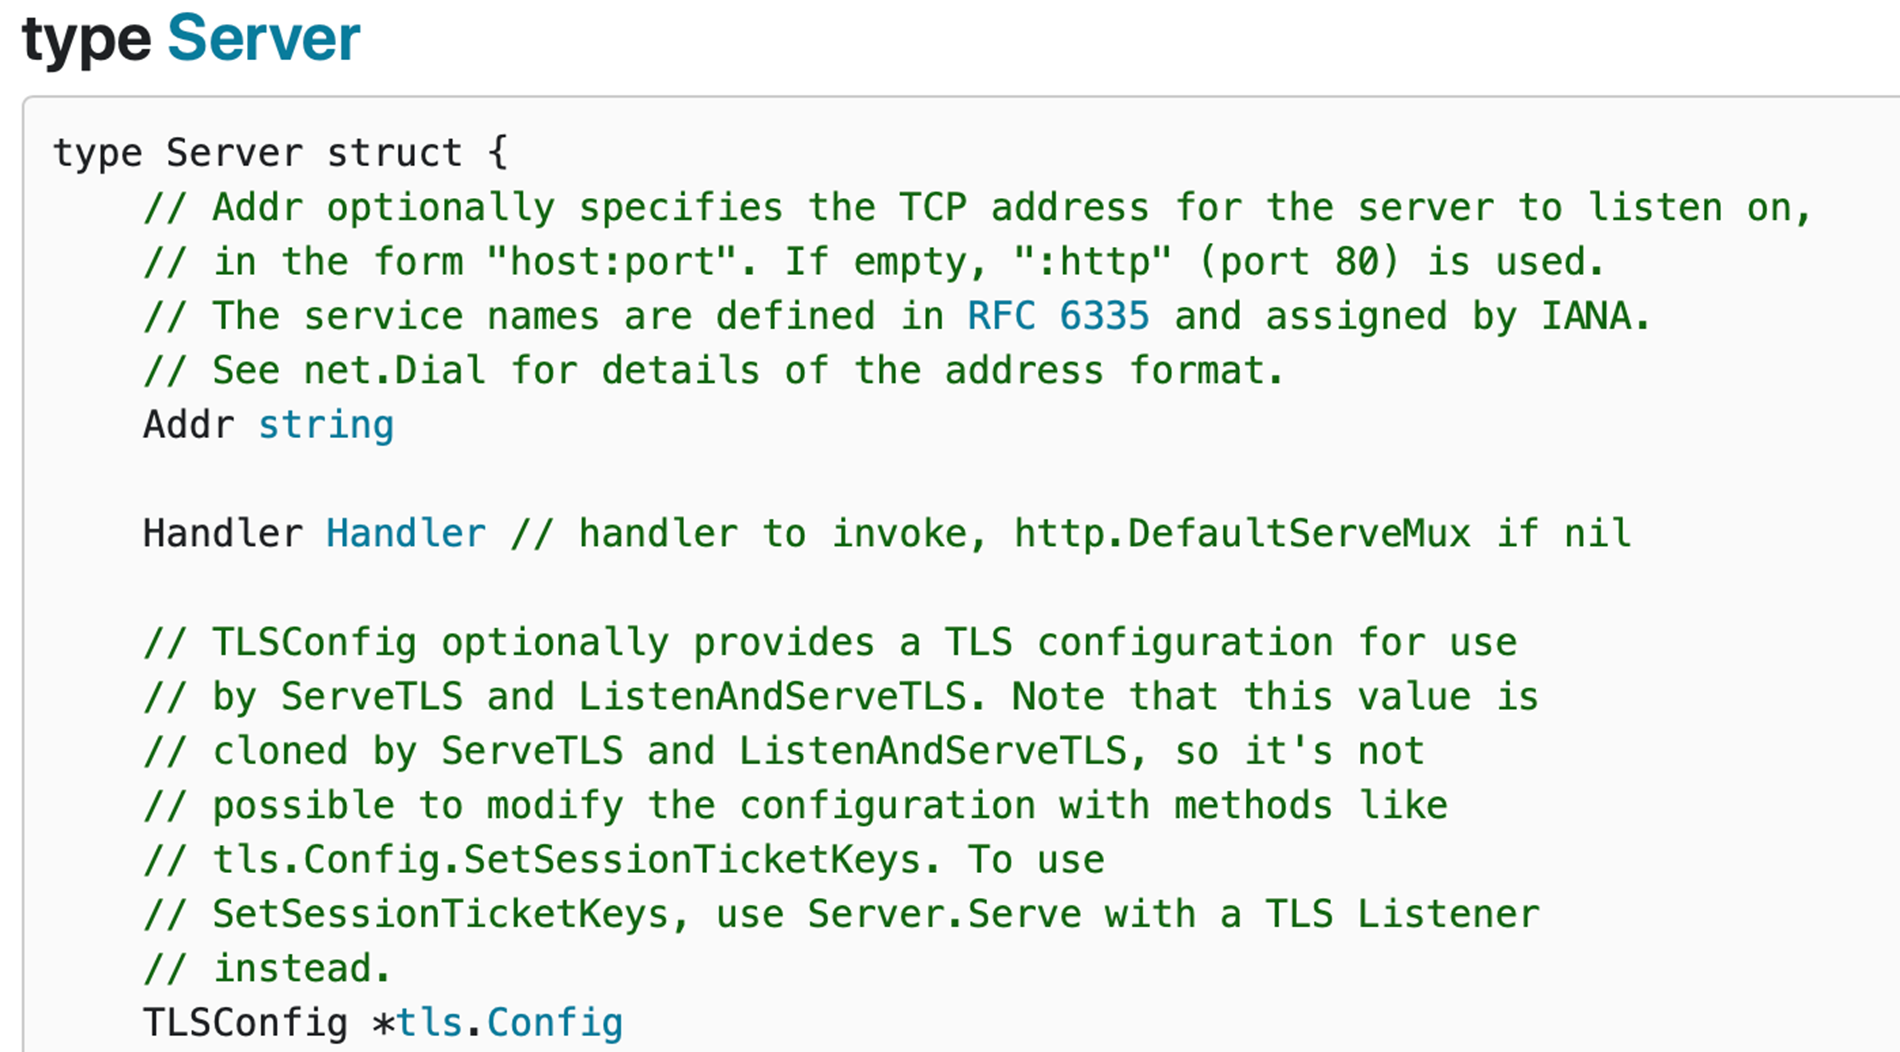 type Server
type Server struct {
// Addr optionally specifies the TCP address for the server to listen on,
// in the form "host:port". If empty, ":http" (port 80) is used.
// The service names are defined in RFC 6335 and assigned by IANA.
// See net.Dial for details of the address format.
Addr string
Handler Handler // handler to invoke, http.DefaultServeMux if nil
// TLSConfig optionally provides a TLS configuration for use
// by ServeTLS and ListenAndServeTLS. Note that this value is
// cloned by ServeTLS and ListenAndServeTLS, so it's not
// possible to modify the configuration with methods like
// tls.Config.SetSessionTicketKeys. To use
// SetSessionTicketKeys, use Server.Serve with a TLS Listener
// instead.
TLSConfig *tls.Config